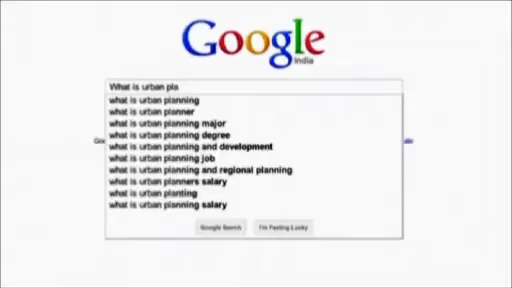 Google
India
What is urban pla
what is urban planning
what is urban planner
what is urban planning major
what is urban planning degree
what is urban planning and development
what is urban planning job
what is urban planning and regional planning
what is urban planners salary
what is urban planting
what is urban planning salary
Google Search I'm Feeling Lucky